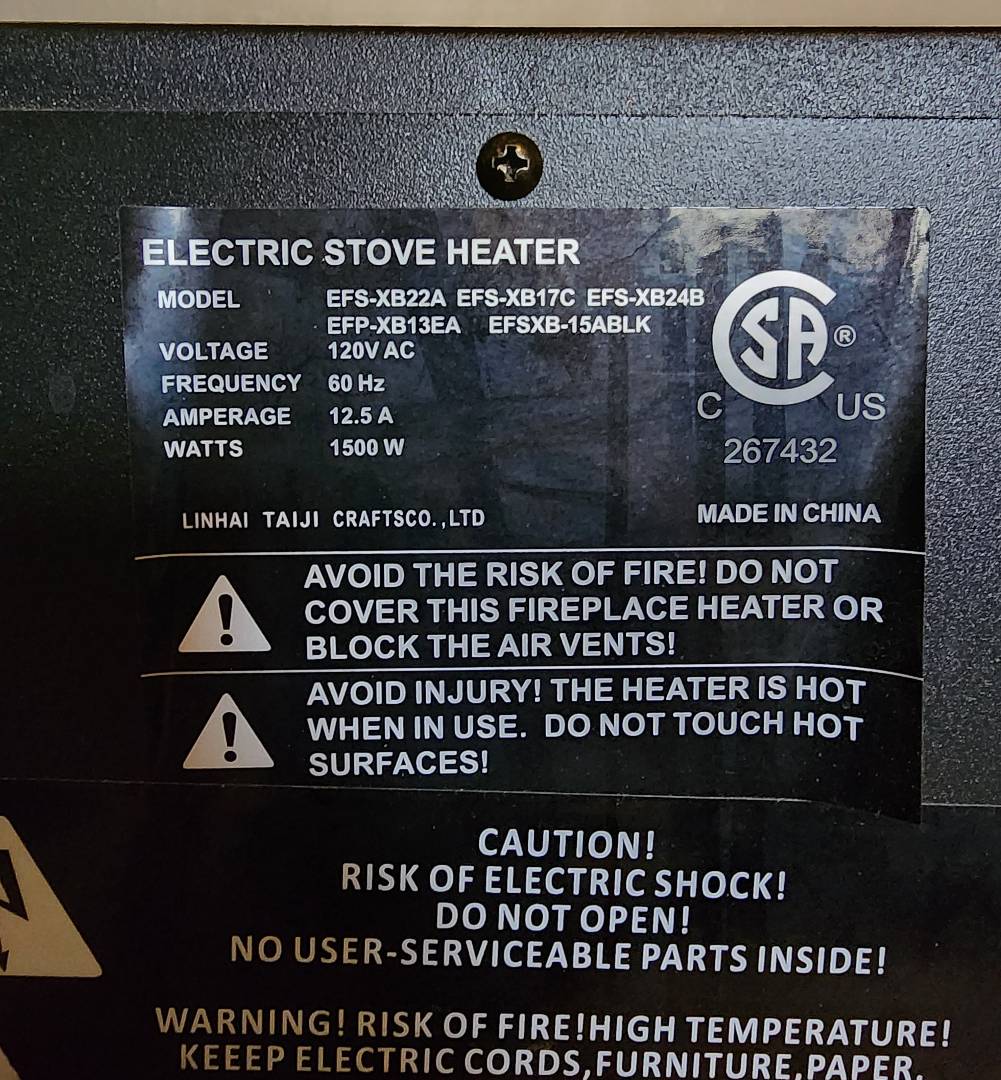 ELECTRIC STOVE HEATER
MODEL EFS-XB22A EFS-XB17C EFS-XB24B
EFP-XB13EA EFSXB-15ABLK
VOLTAGE 120V AC
FREQUENCY 60 Hz
AMPERAGE 12.5 A
WATTS 1500 W
CSA®
C US
267432
LINHAI TAIJI CRAFTSCO.,LTD MADE IN CHINA
AVOID THE RISK OF FIRE! DO NOT
COVER THIS FIREPLACE HEATER OR
BLOCK THE AIR VENTS!
AVOID INJURY! THE HEATER IS HOT
WHEN IN USE. DO NOT TOUCH HOT
SURFACES!
CAUTION!
RISK OF ELECTRIC SHOCK!
DO NOT OPEN!
NO USER-SERVICEABLE PARTS INSIDE!
WARNING! RISK OF FIRE!HIGH TEMPERATURE!
KEEEP ELECTRIC CORDS,FURNITURE,PAPER,